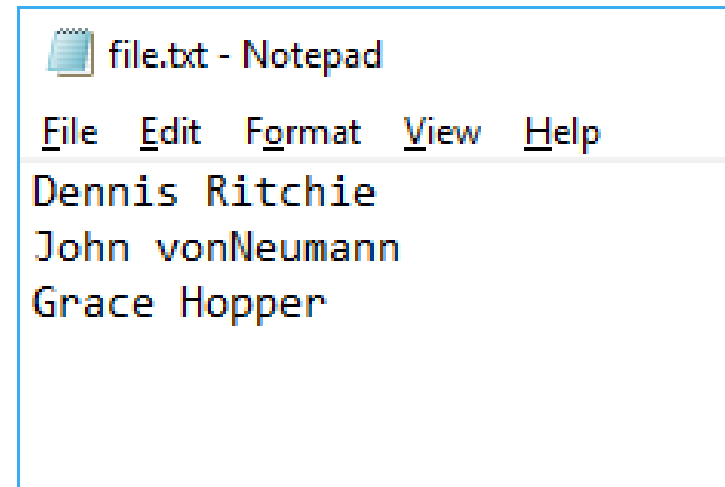 file.txt - Notepad
File Edit Format View Help
Dennis Ritchie
John vonNeumann
Grace Hopper